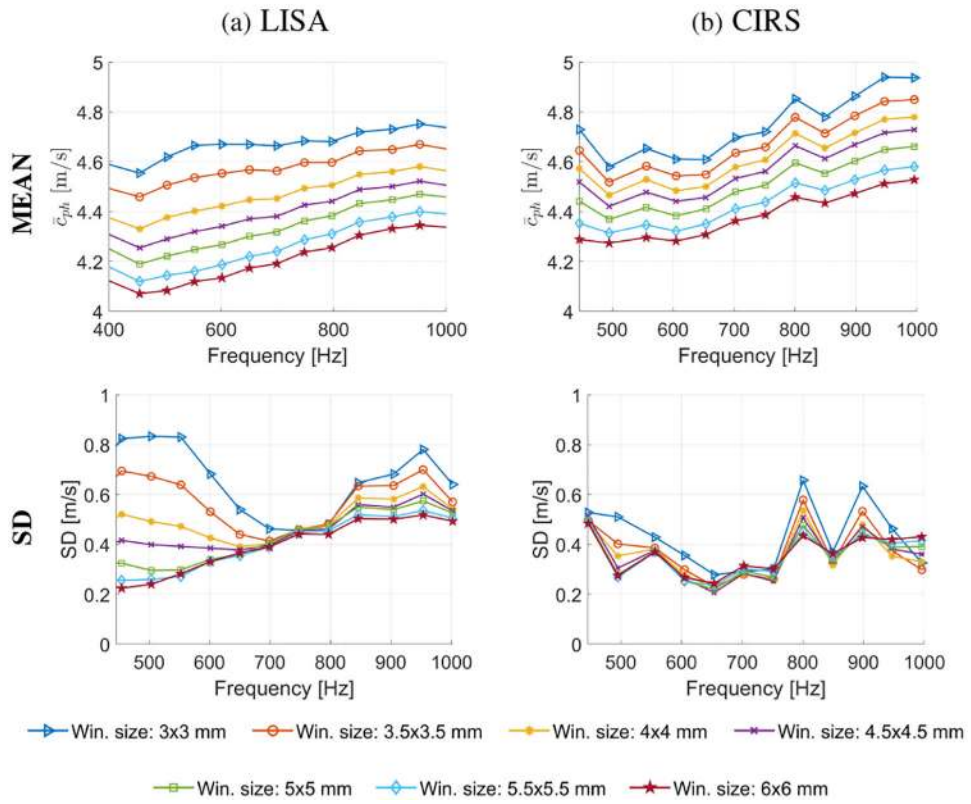 (a) LISA
(b) CIRS
MEAN
c̄ph [m/s]
5
4.8
4.6
4.4
4.2
4
400 600 800 1000
Frequency [Hz]
c̄ph [m/s]
5
4.8
4.6
4.4
4.2
4
500 600 700 800 900 1000
Frequency [Hz]
SD
SD [m/s]
1
0.8
0.6
0.4
0.2
0
500 600 700 800 900 1000
Frequency [Hz]
SD [m/s]
1
0.8
0.6
0.4
0.2
0
500 600 700 800 900 1000
Frequency [Hz]
Win. size: 3x3 mm Win. size: 3.5x3.5 mm Win. size: 4x4 mm Win. size: 4.5x4.5 mm
Win. size: 5x5 mm Win. size: 5.5x5.5 mm Win. size: 6x6 mm